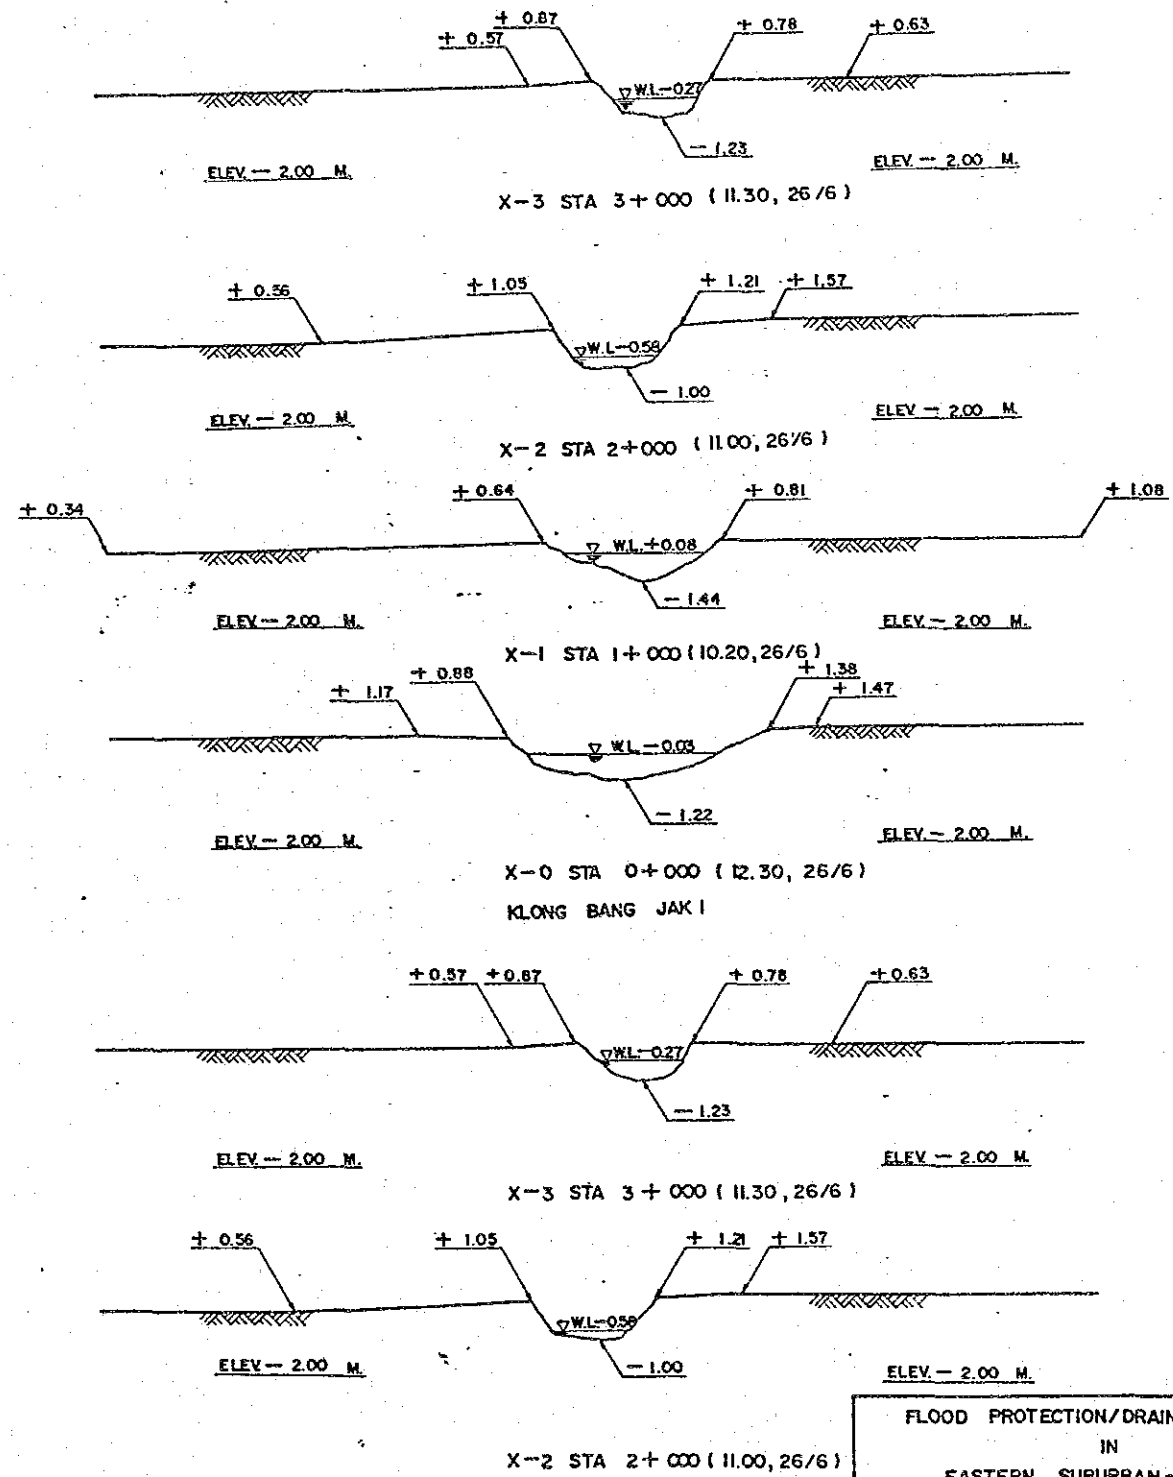 + 0.87
+ 0.78
+ 0.63
+ 0.57
W.L.-0.27
- 1.23
ELEV. - 2.00 M.
ELEV. - 2.00 M.
X-3 STA 3+000 (11.30, 26/6)
+ 0.56
+ 1.05
+ 1.21
+ 1.57
W.L-0.58
- 1.00
ELEV. - 2.00 M.
ELEV - 2.00 M.
X-2 STA 2+000 (11.00, 26/6)
+ 0.34
+ 0.64
+ 0.81
+ 1.08
W.L.+0.08
- 1.44
ELEV. - 2.00 M.
ELEV. - 2.00 M.
X-1 STA 1+000 (10.20, 26/6)
+ 1.17
+ 0.88
+ 1.38
+ 1.47
W.L.-0.03
- 1.22
ELEV. - 2.00 M.
ELEV. - 2.00 M.
X-0 STA 0+000 (12.30, 26/6)
KLONG BANG JAK 1
+ 0.57
+ 0.87
+ 0.78
+ 0.63
W.L.-0.27
- 1.23
ELEV. - 2.00 M.
ELEV. - 2.00 M.
X-3 STA 3+000 (11.30, 26/6)
+ 0.56
+ 1.05
+ 1.21
+ 1.57
W.L-0.58
- 1.00
ELEV. - 2.00 M.
ELEV. - 2.00 M.
X-2 STA 2+000 (11.00, 26/6)
FLOOD PROTECTION/DRAIN
IN
EASTERN SUBURBAN